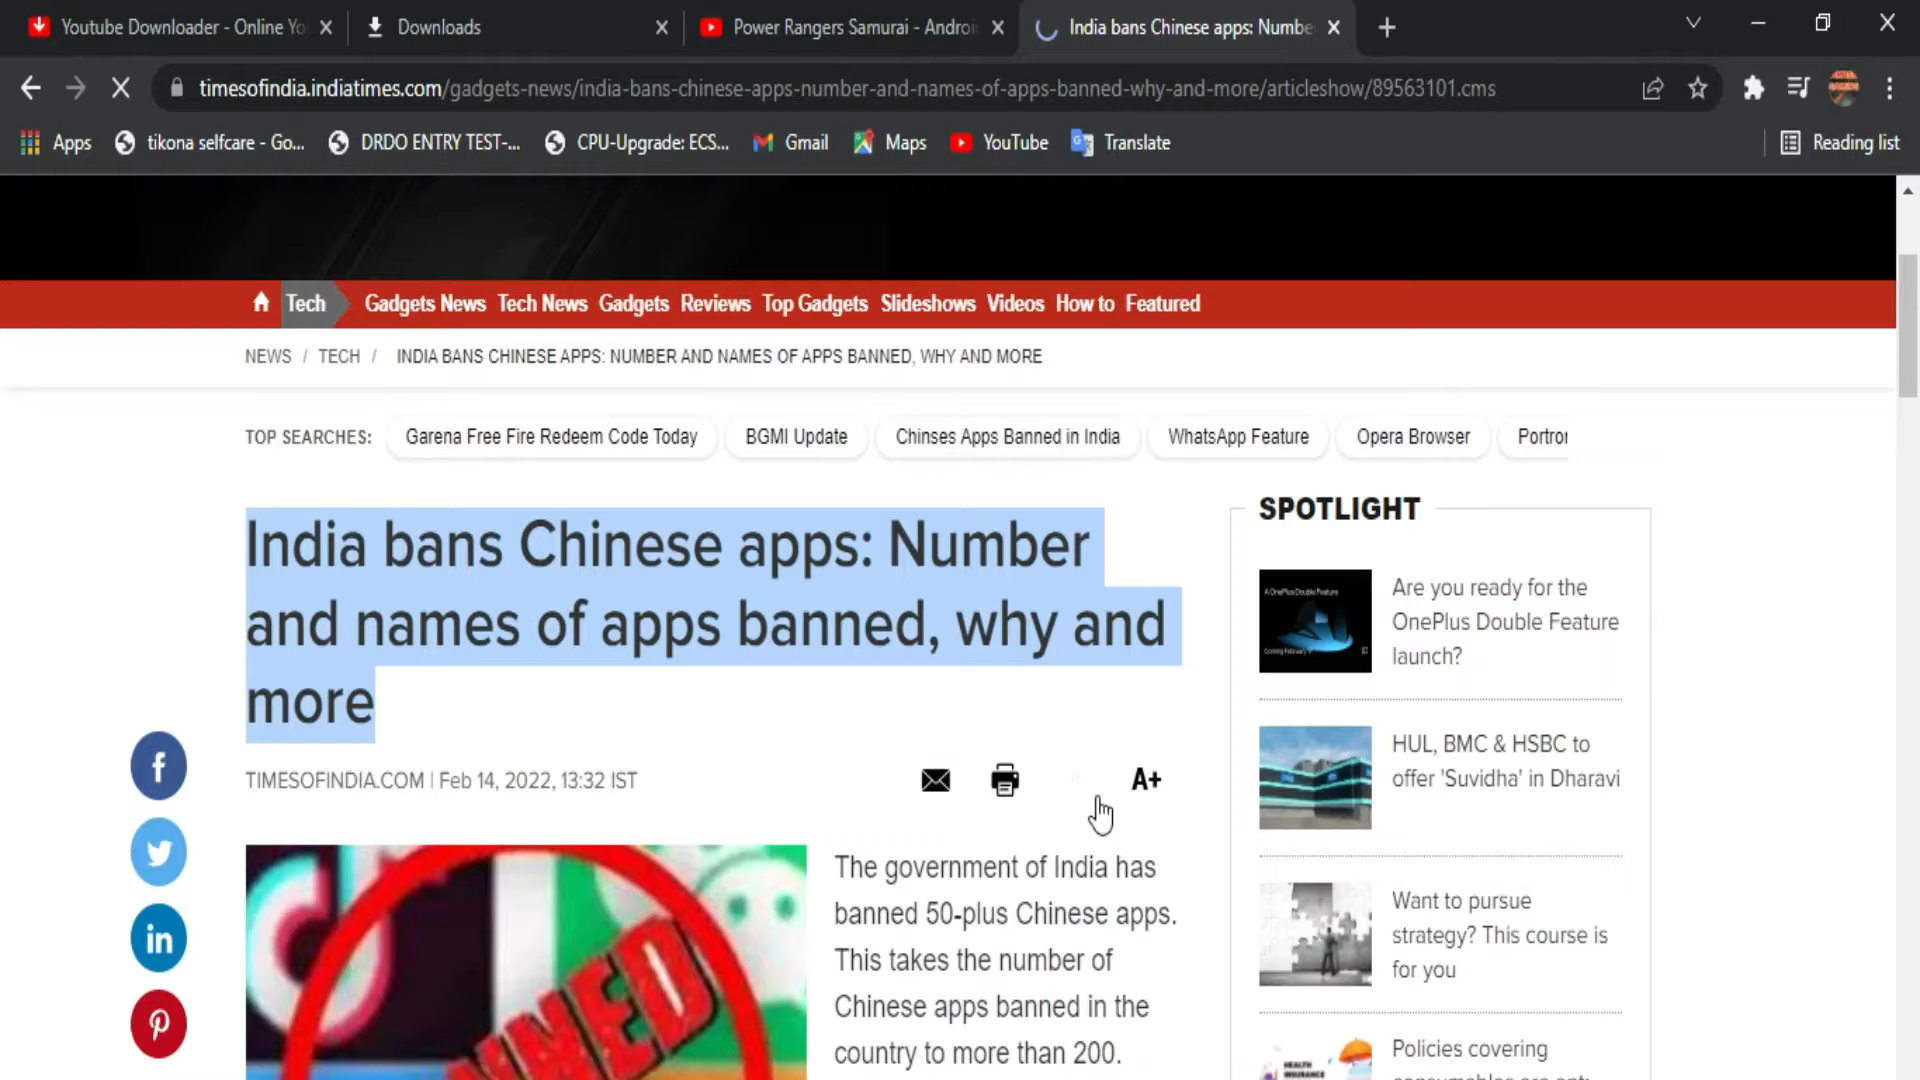 Youtube Downloader - Online Yo
Downloads
Power Rangers Samurai - Androi
India bans Chinese apps: Numbe
timesofindia.indiatimes.com/gadgets-news/india-bans-chinese-apps-number-and-names-of-apps-banned-why-and-more/articleshow/89563101.cms
Apps
tikona selfcare - Go...
DRDO ENTRY TEST-...
CPU-Upgrade: ECS...
Gmail
Maps
YouTube
Translate
Reading list
Tech
Gadgets News
Tech News
Gadgets
Reviews
Top Gadgets
Slideshows
Videos
How to
Featured
NEWS / TECH / INDIA BANS CHINESE APPS: NUMBER AND NAMES OF APPS BANNED, WHY AND MORE
TOP SEARCHES:
Garena Free Fire Redeem Code Today
BGMI Update
Chinses Apps Banned in India
WhatsApp Feature
Opera Browser
Portror
India bans Chinese apps: Number
and names of apps banned, why and
more
TIMESOFINDIA.COM | Feb 14, 2022, 13:32 IST
A+
The government of India has
banned 50-plus Chinese apps.
This takes the number of
Chinese apps banned in the
country to more than 200.
SPOTLIGHT
A OnePlus Double Feature
Are you ready for the
OnePlus Double Feature
launch?
HUL, BMC & HSBC to
offer 'Suvidha' in Dharavi
Want to pursue
strategy? This course is
for you
HEALTH
INSURANCE
Policies covering